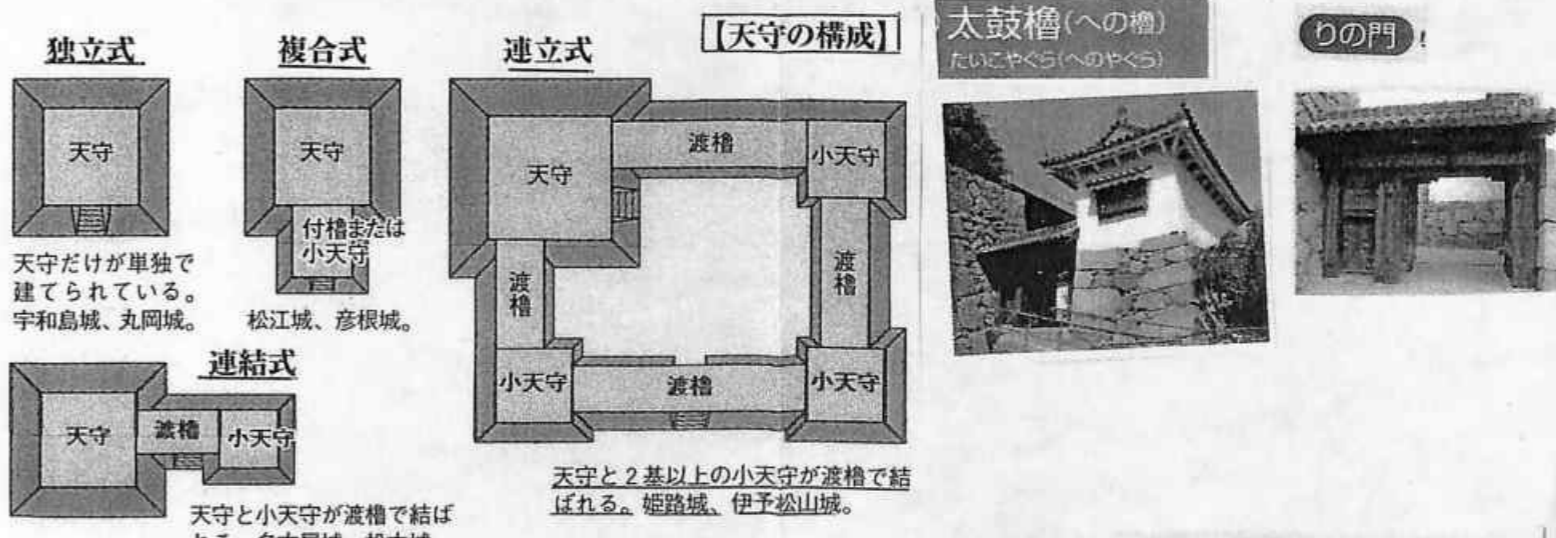 【天守の構成】
独立式
天守
天守だけが単独で
建てられている。
宇和島城、丸岡城。
複合式
天守
付櫓または
小天守
松江城、彦根城。
連立式
天守
渡櫓
小天守
渡櫓
渡櫓
小天守
渡櫓
小天守
天守と2基以上の小天守が渡櫓で結
ばれる。姫路城、伊予松山城。
連結式
天守
渡櫓
小天守
天守と小天守が渡櫓で結ば
太鼓櫓(への櫓)
たいこやぐら(へのやぐら)
りの門